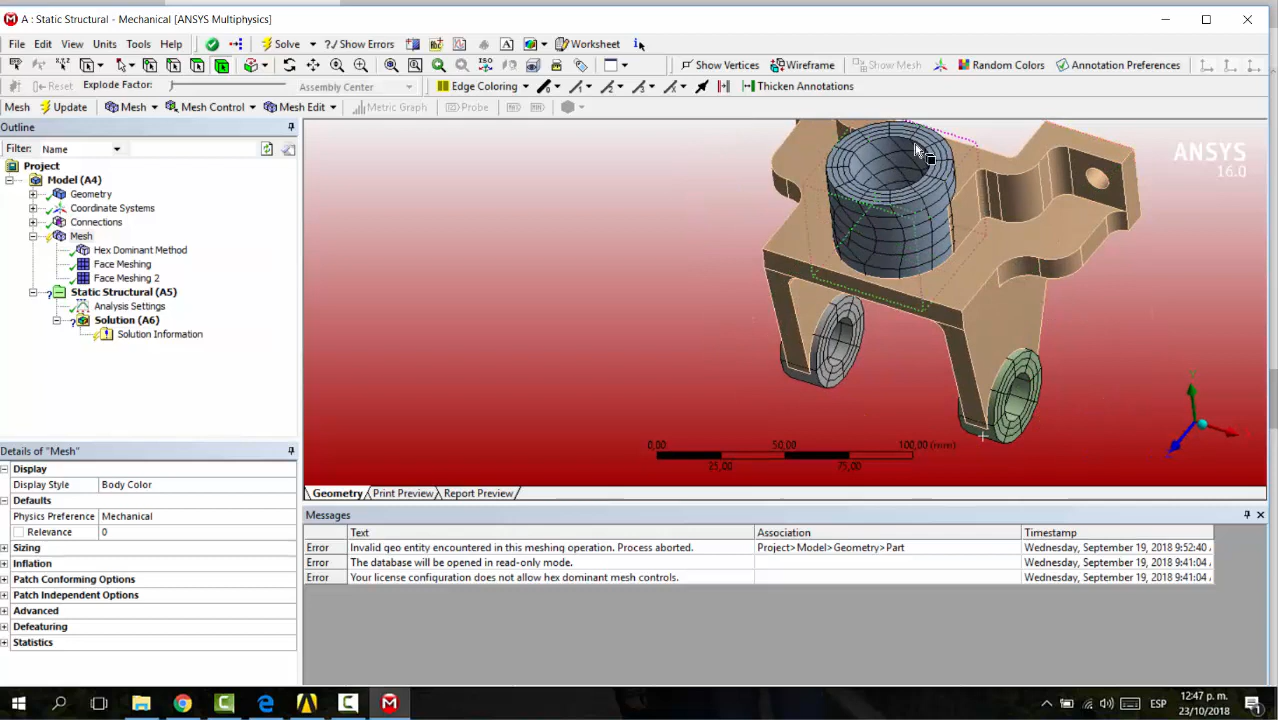 A : Static Structural - Mechanical [ANSYS Multiphysics]
File Edit View Units Tools Help Solve ?/ Show Errors A Worksheet i
Show Vertices Wireframe Show Mesh Random Colors Annotation Preferences
Reset Explode Factor: Assembly Center Edge Coloring Thicken Annotations
Mesh Update Mesh Mesh Control Mesh Edit Metric Graph Probe
Outline
Filter: Name
Project
Model (A4)
Geometry
Coordinate Systems
Connections
Mesh
Hex Dominant Method
Face Meshing
Face Meshing 2
Static Structural (A5)
Analysis Settings
Solution (A6)
Solution Information
ANSYS
16.0
0,00 50,00 100,00 (mm)
25,00 75,00
Y
X
Z
Geometry Print Preview Report Preview
Details of "Mesh"
Display
Display Style Body Color
Defaults
Physics Preference Mechanical
Relevance 0
Sizing
Inflation
Patch Conforming Options
Patch Independent Options
Advanced
Defeaturing
Statistics
Messages
Text Association Timestamp
Error Invalid geo entity encountered in this meshing operation. Process aborted. Project>Model>Geometry>Part Wednesday, September 19, 2018 9:52:40
Error The database will be opened in read-only mode. Wednesday, September 19, 2018 9:41:04
Error Your license configuration does not allow hex dominant mesh controls. Wednesday, September 19, 2018 9:41:04
ESP
12:47 p. m.
23/10/2018